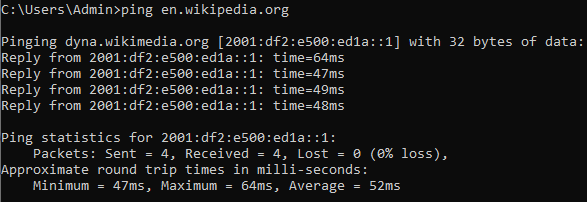 C:\Users\Admin>ping en.wikipedia.org
Pinging dyna.wikimedia.org [2001:df2:e500:ed1a::1] with 32 bytes of data:
Reply from 2001:df2:e500:ed1a::1: time=64ms
Reply from 2001:df2:e500:ed1a::1: time=47ms
Reply from 2001:df2:e500:ed1a::1: time=49ms
Reply from 2001:df2:e500:ed1a::1: time=48ms
Ping statistics for 2001:df2:e500:ed1a::1:
    Packets: Sent = 4, Received = 4, Lost = 0 (0% loss),
Approximate round trip times in milli-seconds:
    Minimum = 47ms, Maximum = 64ms, Average = 52ms